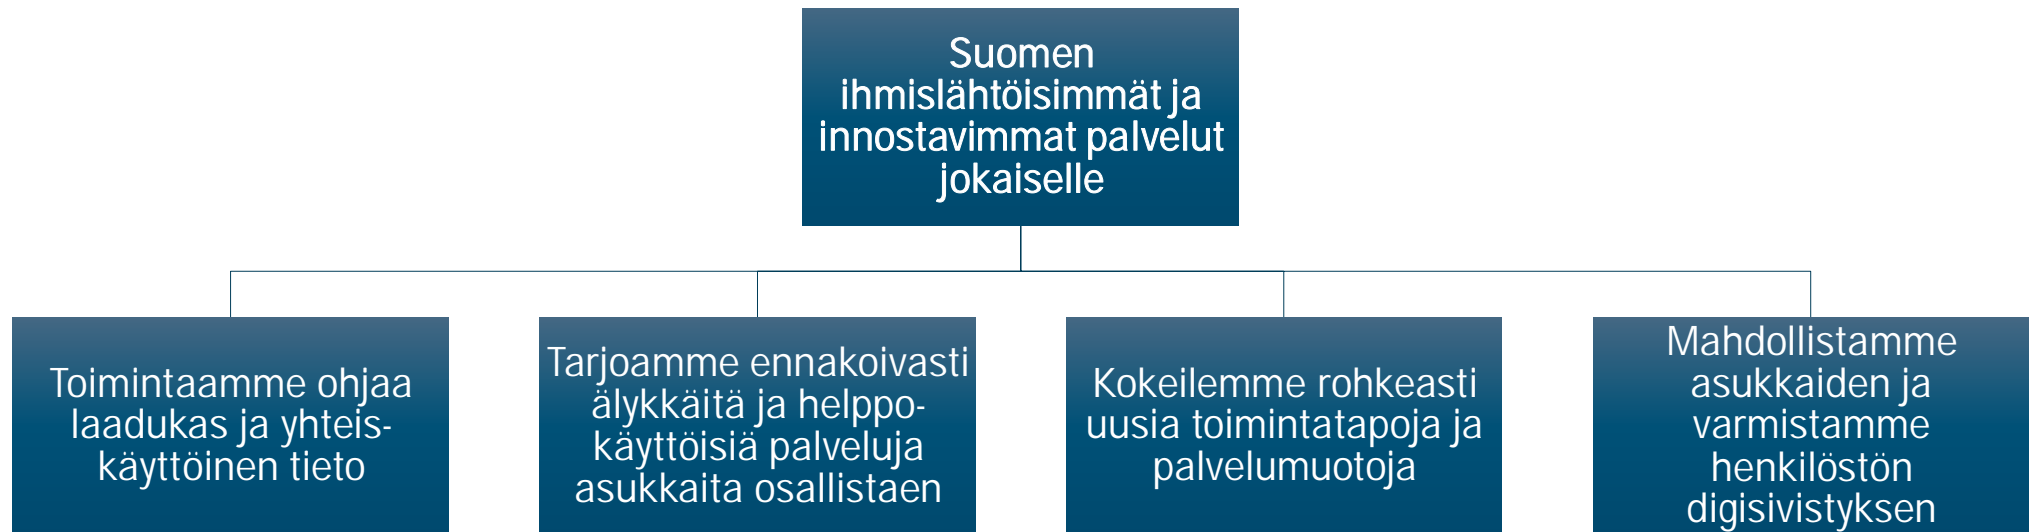 Suomen
ihmislähtöisimmät ja
innostavimmat palvelut
jokaiselle
Toimintaamme ohjaa
laadukas ja yhteis-
käyttöinen tieto
Tarjoamme ennakoivasti
älykkäitä ja helppo-
käyttöisiä palveluja
asukkaita osallistaen
Kokeilemme rohkeasti
uusia toimintatapoja ja
palvelumuotoja
Mahdollistamme
asukkaiden ja
varmistamme
henkilöstön
digisivistyksen